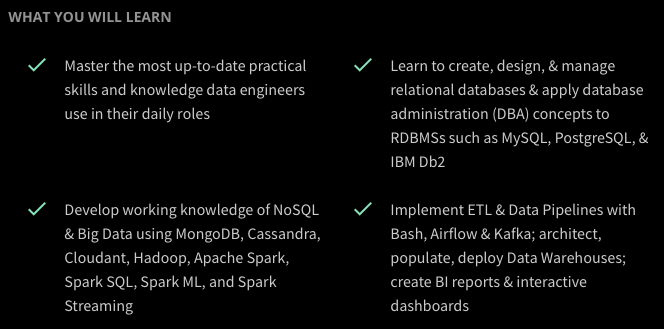 WHAT YOU WILL LEARN
Master the most up-to-date practical
skills and knowledge data engineers
use in their daily roles
Learn to create, design, & manage
relational databases & apply database
administration (DBA) concepts to
RDBMSs such as MySQL, PostgreSQL, &
IBM Db2
Develop working knowledge of NoSQL
& Big Data using MongoDB, Cassandra,
Cloudant, Hadoop, Apache Spark,
Spark SQL, Spark ML, and Spark
Streaming
Implement ETL & Data Pipelines with
Bash, Airflow & Kafka; architect,
populate, deploy Data Warehouses;
create BI reports & interactive
dashboards